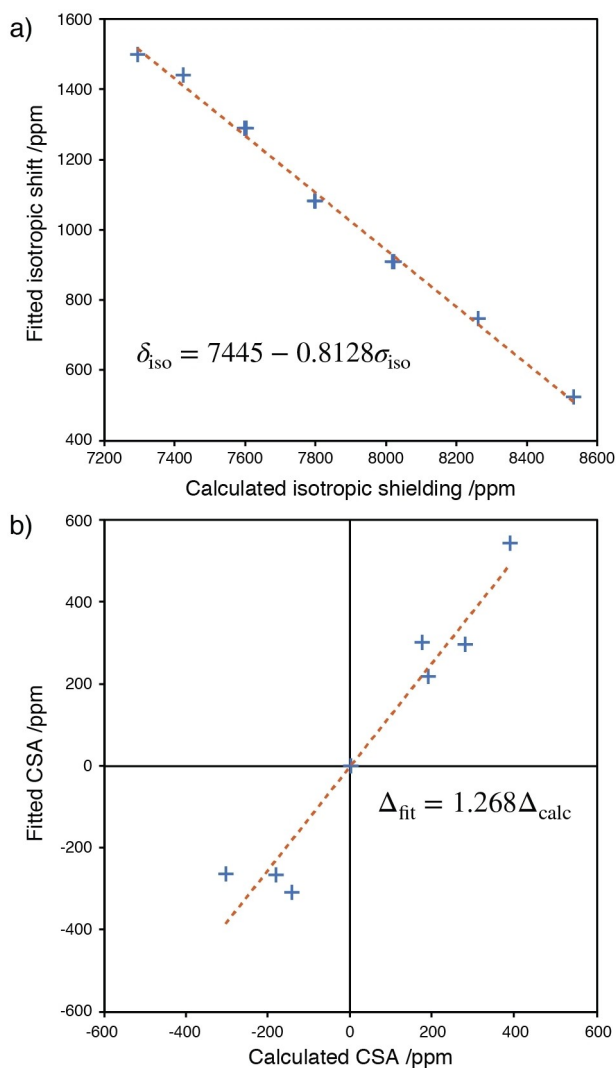 a)
1600
1400
1200
1000
800
600
400
Fitted isotropic shift /ppm
δiso = 7445 − 0.8128σiso
7200 7400 7600 7800 8000 8200 8400 8600
Calculated isotropic shielding /ppm
b)
600
400
200
0
-200
-400
-600
Fitted CSA /ppm
Δfit = 1.268Δcalc
-600 -400 -200 0 200 400 600
Calculated CSA /ppm